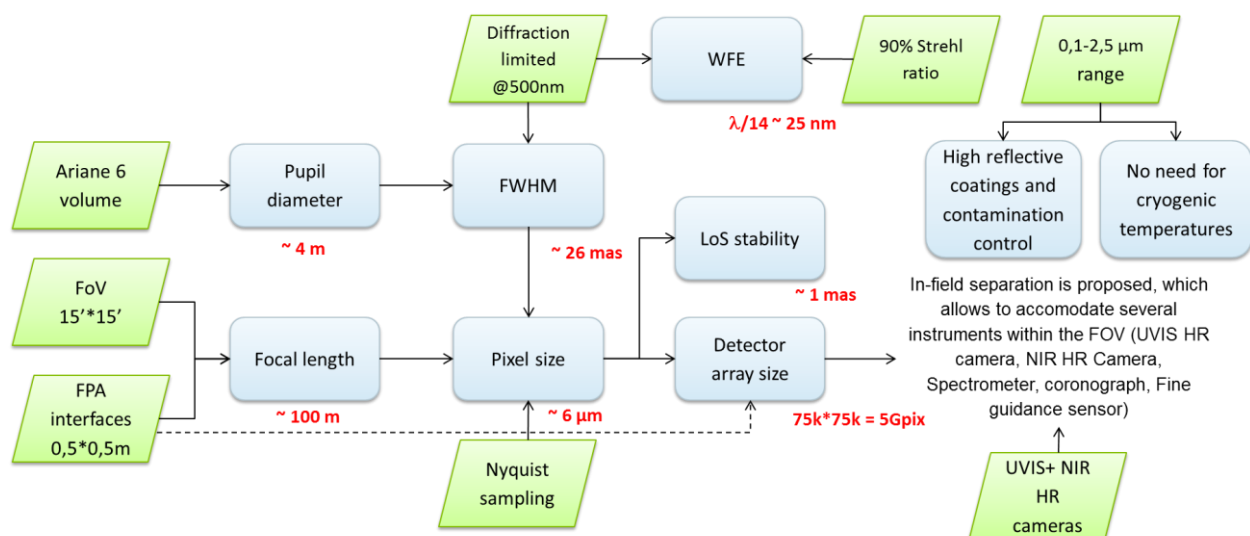 Diffraction
limited
@500nm
WFE
90% Strehl
ratio
0,1-2,5 µm
range
λ/14 ~ 25 nm
Ariane 6
volume
Pupil
diameter
FWHM
High reflective
coatings and
contamination
control
No need for
cryogenic
temperatures
~ 4 m
~ 26 mas
LoS stability
~ 1 mas
FoV
15’*15’
Focal length
Pixel size
Detector
array size
In-field separation is proposed, which
allows to accomodate several
instruments within the FOV (UVIS HR
camera, NIR HR Camera,
Spectrometer, coronograph, Fine
guidance sensor)
FPA
interfaces
0,5*0,5m
~ 100 m
~ 6 µm
75k*75k = 5Gpix
Nyquist
sampling
UVIS+ NIR
HR
cameras